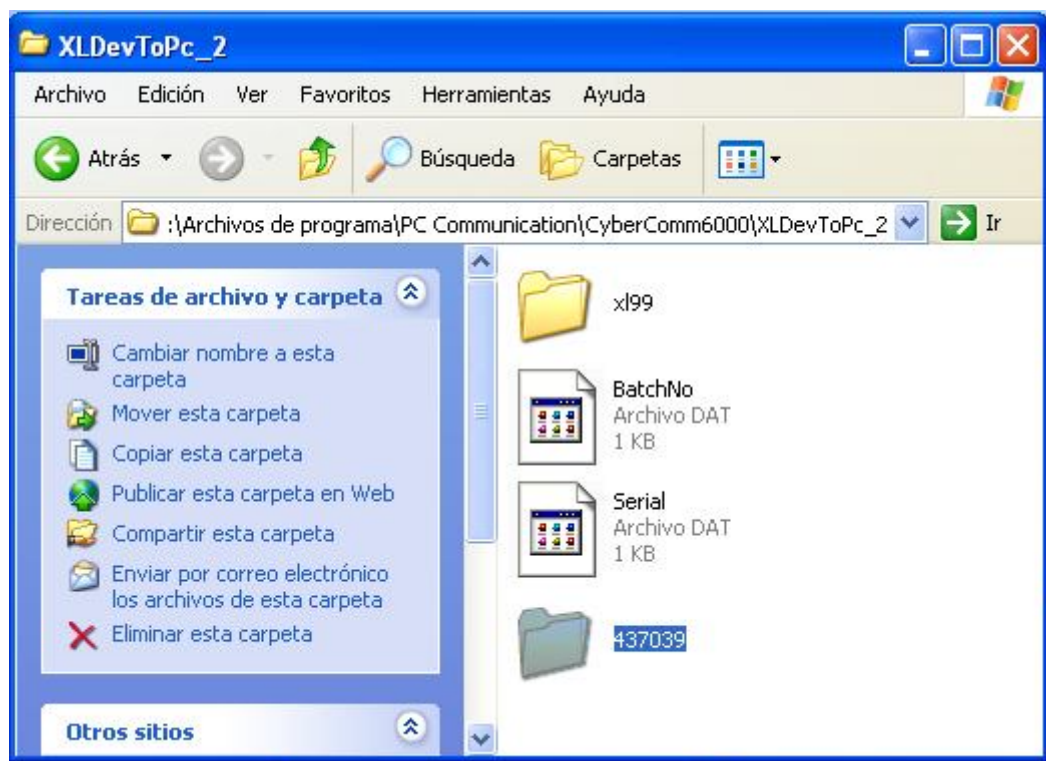 XLDevToPc_2
Archivo Edición Ver Favoritos Herramientas Ayuda
Atrás Búsqueda Carpetas
Dirección :\Archivos de programa\PC Communication\CyberComm6000\XLDevToPc_2 Ir
Tareas de archivo y carpeta
Cambiar nombre a esta
carpeta
Mover esta carpeta
Copiar esta carpeta
Publicar esta carpeta en Web
Compartir esta carpeta
Enviar por correo electrónico
los archivos de esta carpeta
Eliminar esta carpeta
Otros sitios
xl99
BatchNo
Archivo DAT
1 KB
Serial
Archivo DAT
1 KB
437039